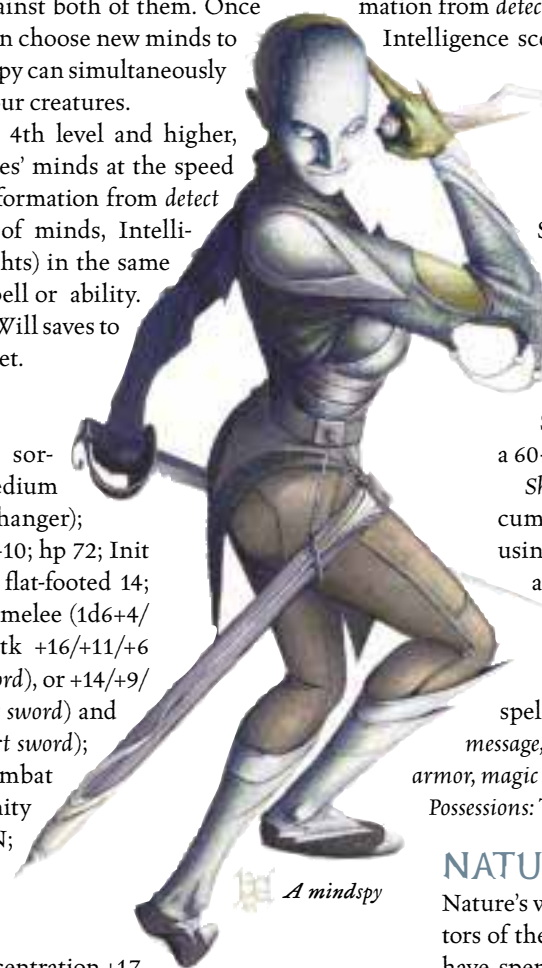 ainst both of them. Once
n choose new minds to
py can simultaneously
ur creatures.
4th level and higher,
es’ minds at the speed
formation from detect
of minds, Intelli-
hts) in the same
ell or ability.
Will saves to
et.
sor-
edium
hanger);
10; hp 72; Init
flat-footed 14;
melee (1d6+4/
tk +16/+11/+6
rd), or +14/+9/
sword) and
rt sword);
mbat
nity
N;
centration +17
mation from detect
Intelligence sco
S
a 60-
Sh
cum
usin
a
spel
message,
armor, magic
Possessions: T
A mindspy
NATU
Nature’s w
tors of the
have spen